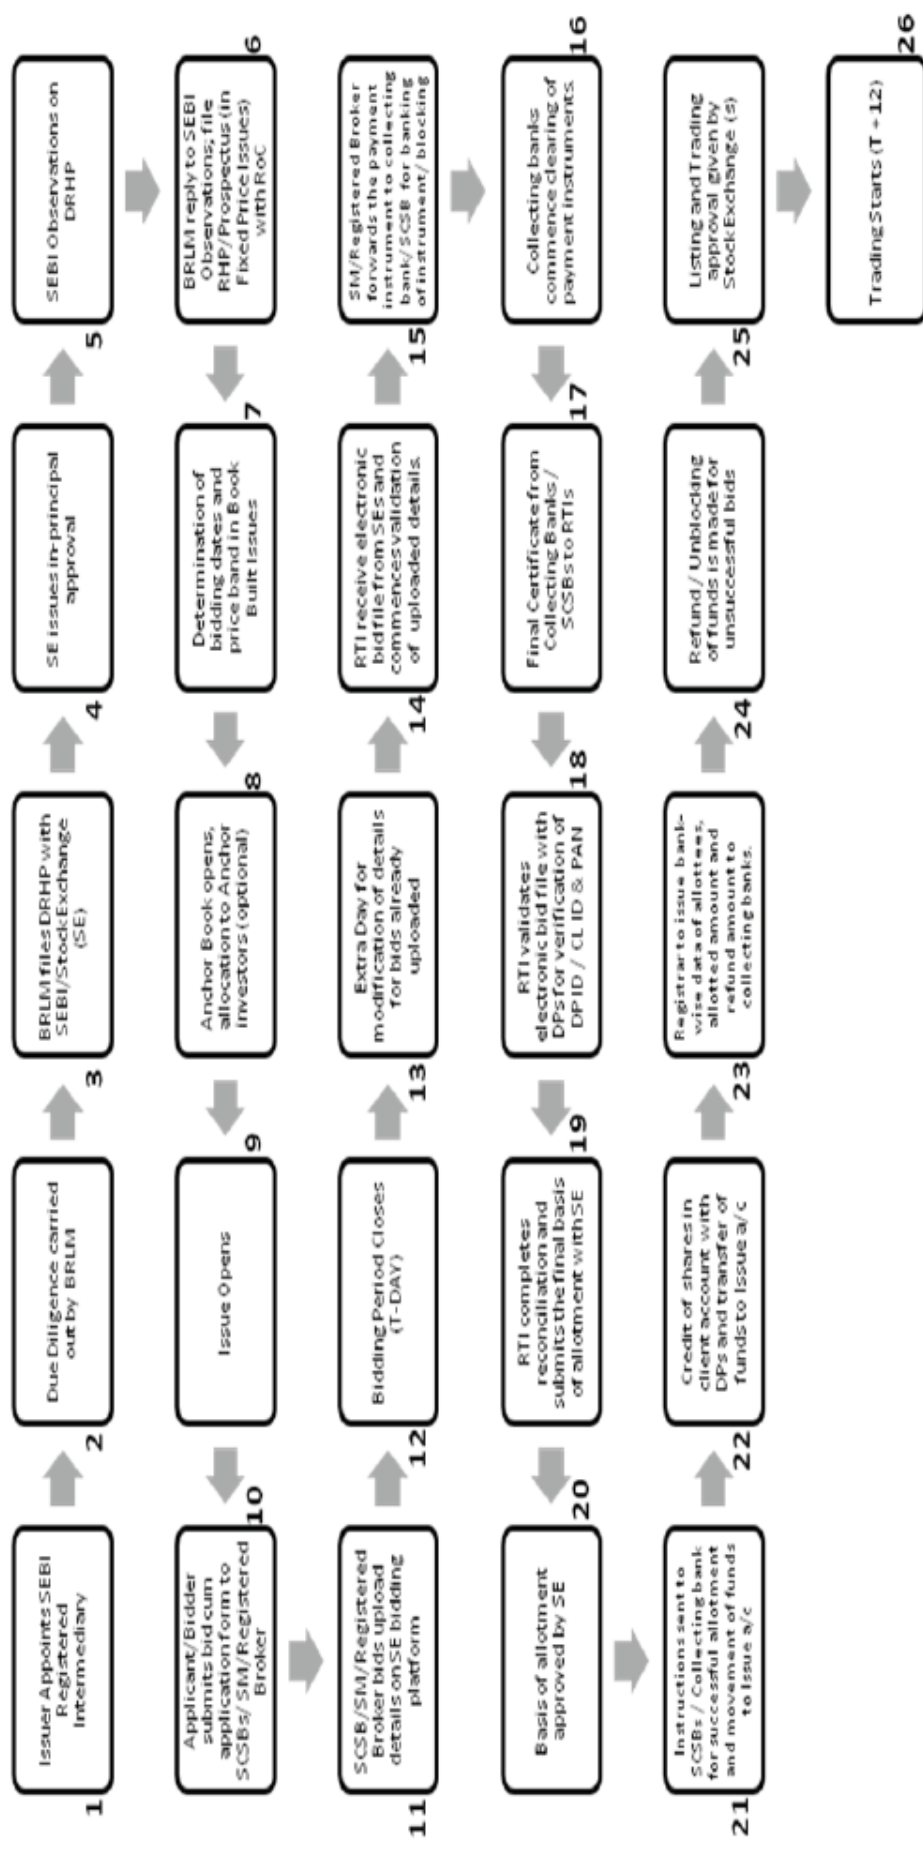 1
Issuer Appoints SEBI
Registered
Intermediary
2
Due Diligence carried
out by BRLM
3
BRLM files DRHP with
SEBI/Stock Exchange
(SE)
4
SE issues in-principal
approval
5
SEBI Observations on
DRHP
6
BRLM reply to SEBI
Observations; file
RHP/Prospectus (in
Fixed Price Issues)
with RoC
7
Determination of
bidding dates and
price band in Book
Built Issues
8
Anchor Book opens,
allocation to Anchor
investors (optional)
9
Issue Opens
10
Applicant/Bidder
submits bid cum
application form to
SCSBs/ SM/Registered
Broker
11
SCSB/SM/Registered
Broker bids upload
details on SE bidding
platform
12
Bidding Period Closes
(T-DAY)
13
Extra Day for
modification of details
for bids already
uploaded
14
RTI receive electronic
bid file from SEs and
commences validation
of uploaded details.
15
SM/Registered Broker
forwards the payment
instrument to collecting
bank/SCSB for banking
of instrument/ blocking
16
Collecting banks
commence clearing of
payment instruments.
17
Final Certificate from
Collecting Banks /
SCSBs to RTIs
18
RTI validates
electronic bid file with
DPs for verification of
DPID / CL ID & PAN
19
RTI completes
reconciliation and
submits the final basis
of allotment with SE
20
Basis of allotment
approved by SE
21
Instructions sent to
SCSBs / Collecting bank
for successful allotment
and movement of funds
to Issue a/c
22
Credit of shares in
client account with
DPs and transfer of
funds to Issue a/c
23
Registrar to issue bank-
wise data of allottees,
allotted amount and
refund amount to
collecting banks.
24
Refund / Unblocking
of funds is made for
unsuccessful bids
25
Listing and Trading
approval given by
Stock Exchange (s)
26
Trading Starts (T + 12)